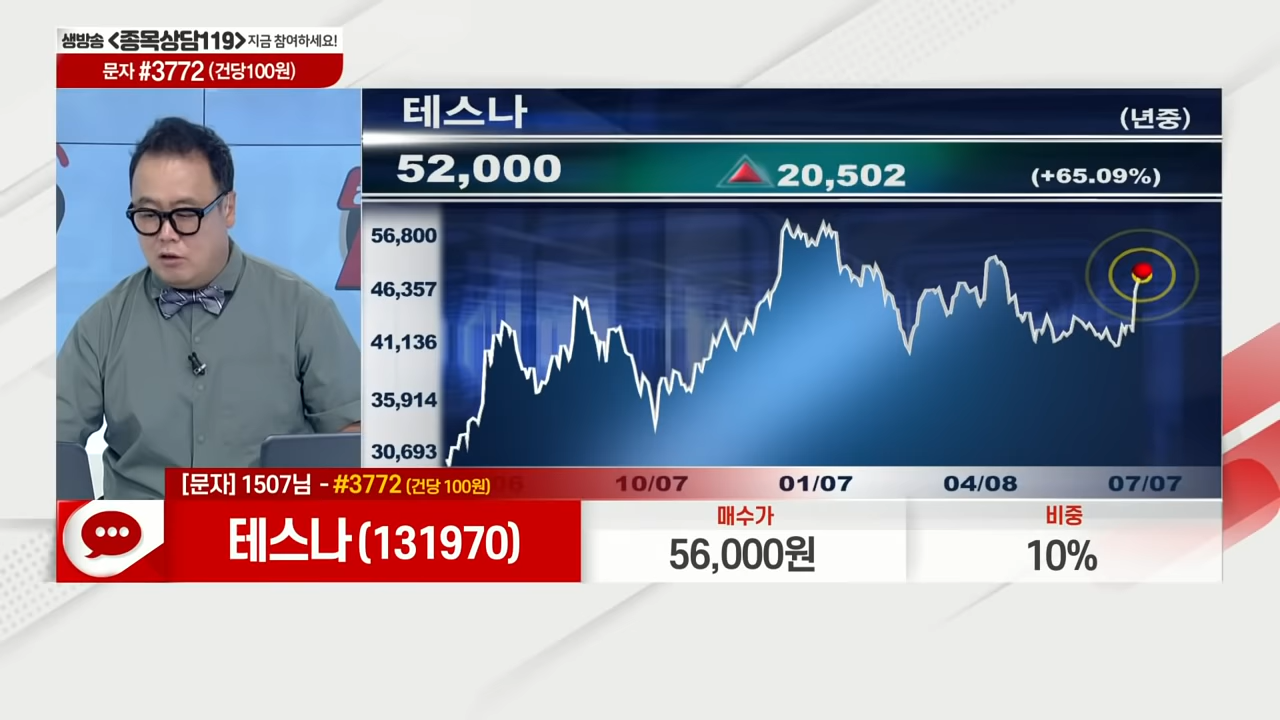 생방송 <종목상담119> 지금 참여하세요!
문자 #3772 (건당100원)
테스나 (년중)
52,000 20,502 (+65.09%)
56,800
46,357
41,136
35,914
30,693
10/07 01/07 04/08 07/07
[문자] 1507님 - #3772 (건당 100원)
테스나 (131970)
매수가
56,000원
비중
10%